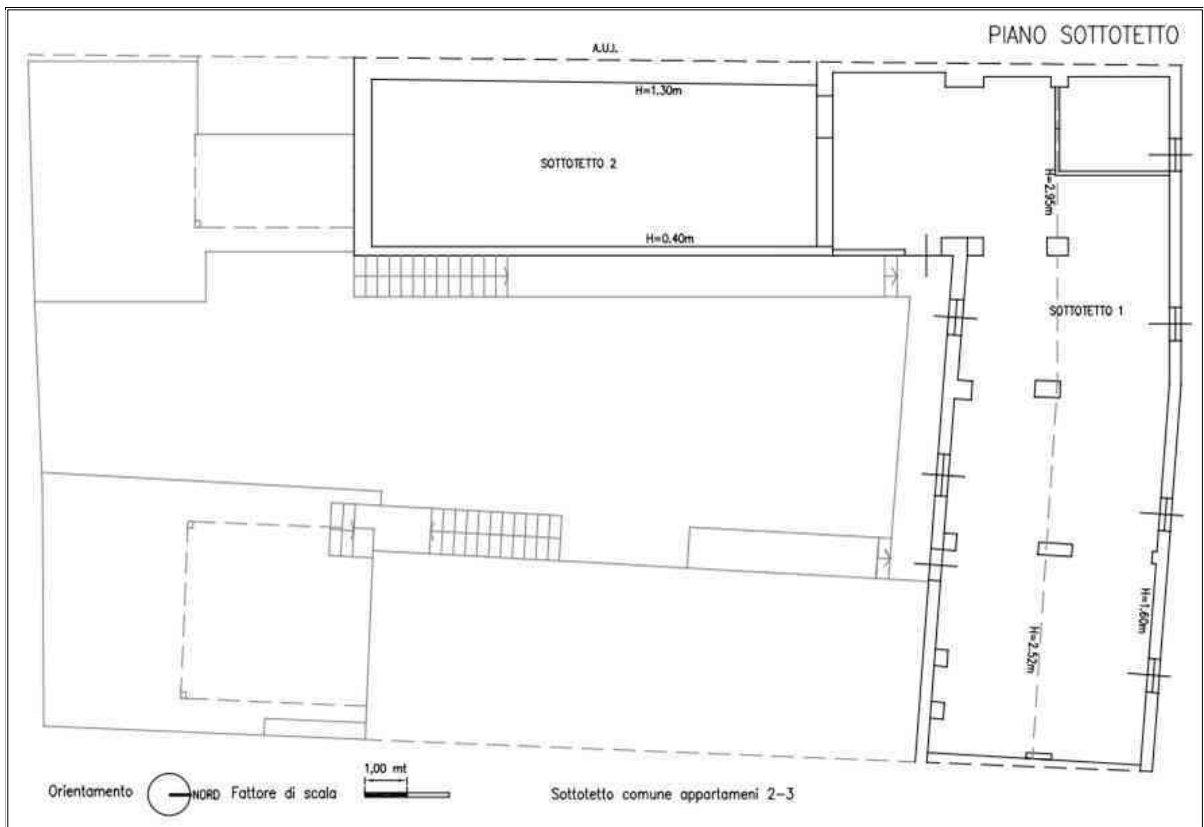 PIANO SOTTOTETTO
A.U.I.
H=1.30m
SOTTOTETTO 2
H=2.95m
H=0.40m
SOTTOTETTO 1
H=1.60m
H=2.52m
1,00 mt
Orientamento NORD Fattore di scala Sottotetto comune appartameni 2-3